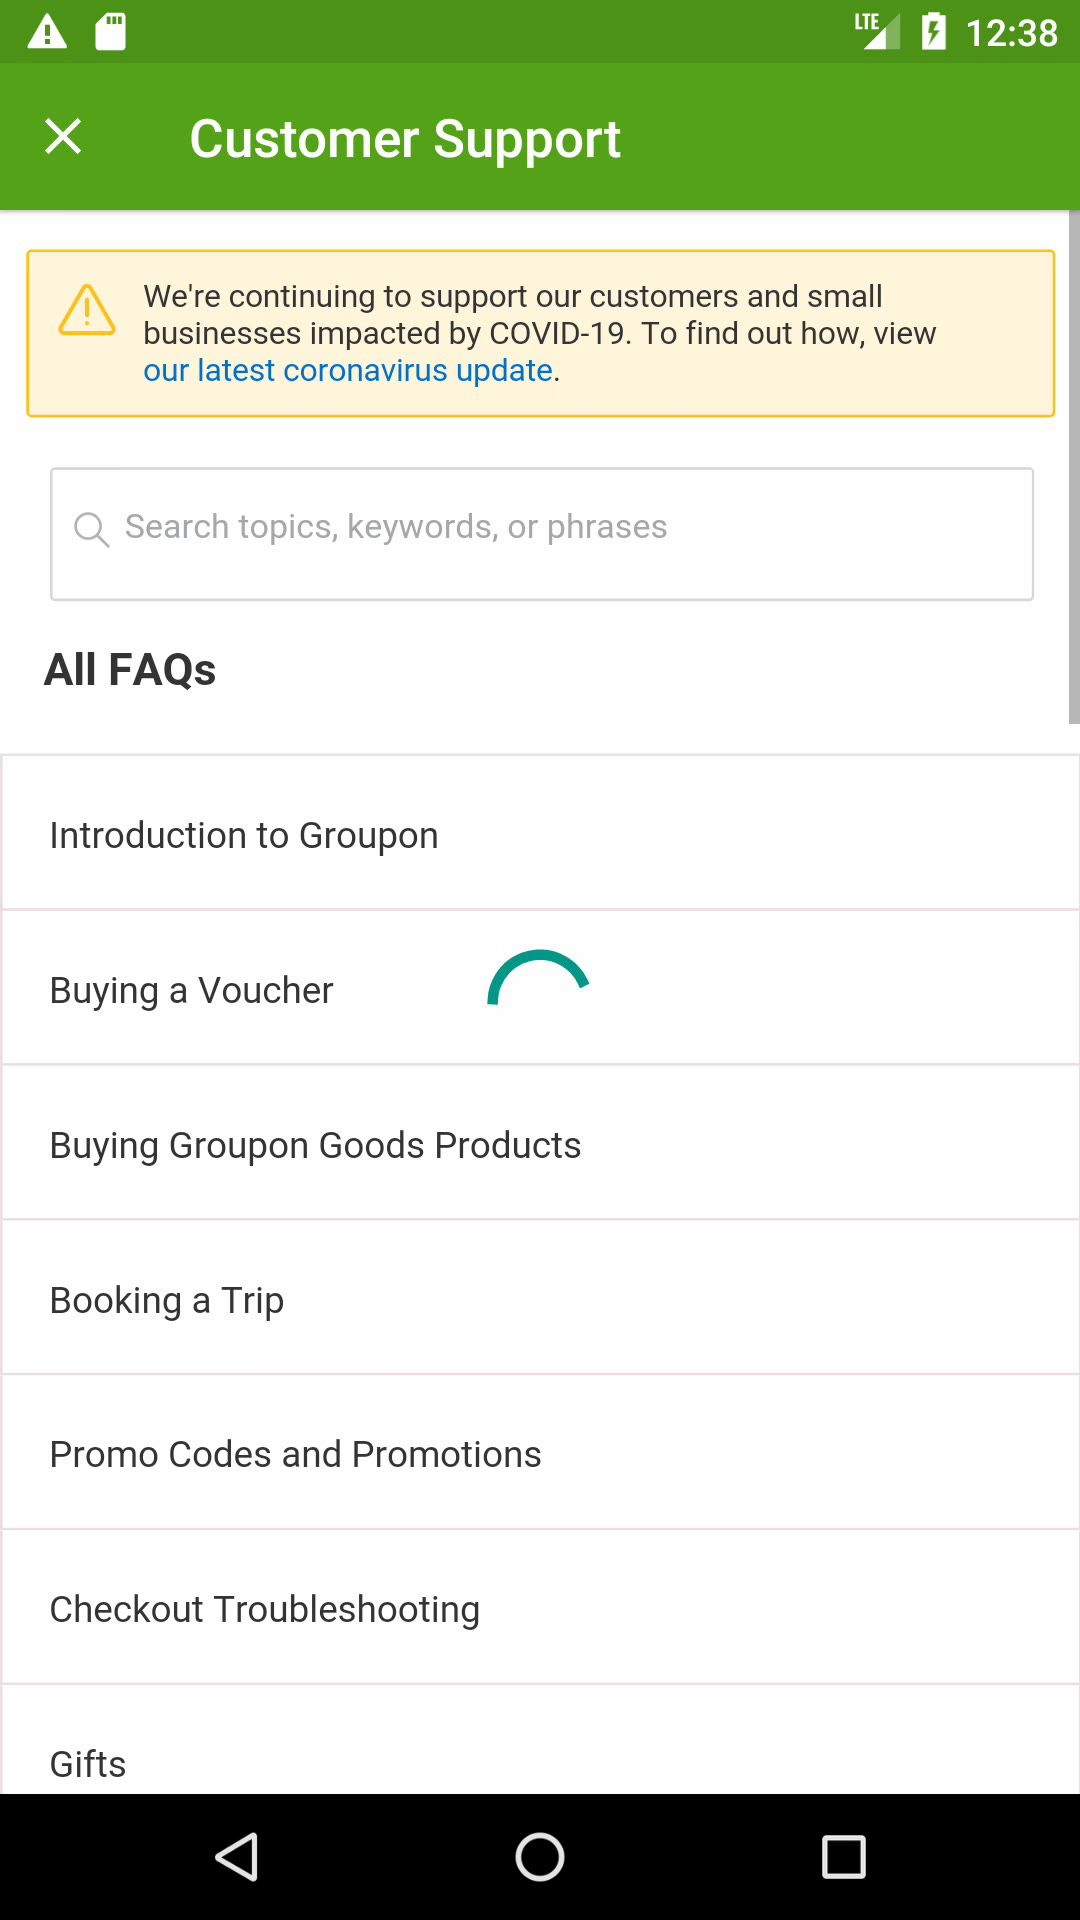 LTE 12:38
Customer Support
We're continuing to support our customers and small
businesses impacted by COVID-19. To find out how, view
our latest coronavirus update.
Search topics, keywords, or phrases
All FAQs
Introduction to Groupon
Buying a Voucher
Buying Groupon Goods Products
Booking a Trip
Promo Codes and Promotions
Checkout Troubleshooting
Gifts